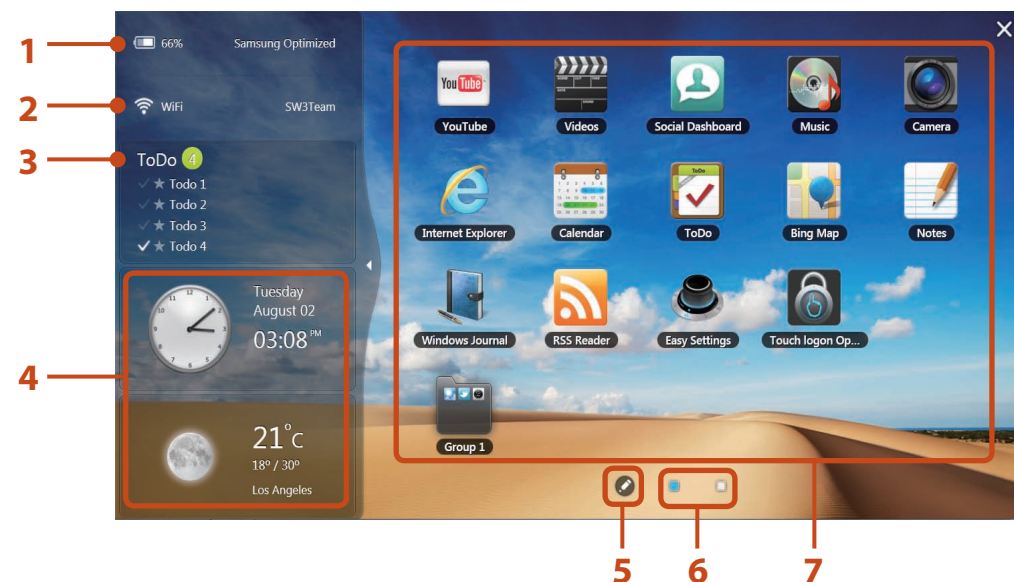 1
66%
Samsung Optimized
2
WiFi
SW3Team
3
ToDo 4
Todo 1
Todo 2
Todo 3
Todo 4
4
Tuesday
August 02
03:08 PM
21°C
18° / 30°
Los Angeles
You Tube
YouTube
Videos
Social Dashboard
Music
Camera
Internet Explorer
Calendar
ToDo
ToDo
Bing Map
Notes
Windows Journal
RSS Reader
Easy Settings
Touch logon Op...
Group 1
5
6
7